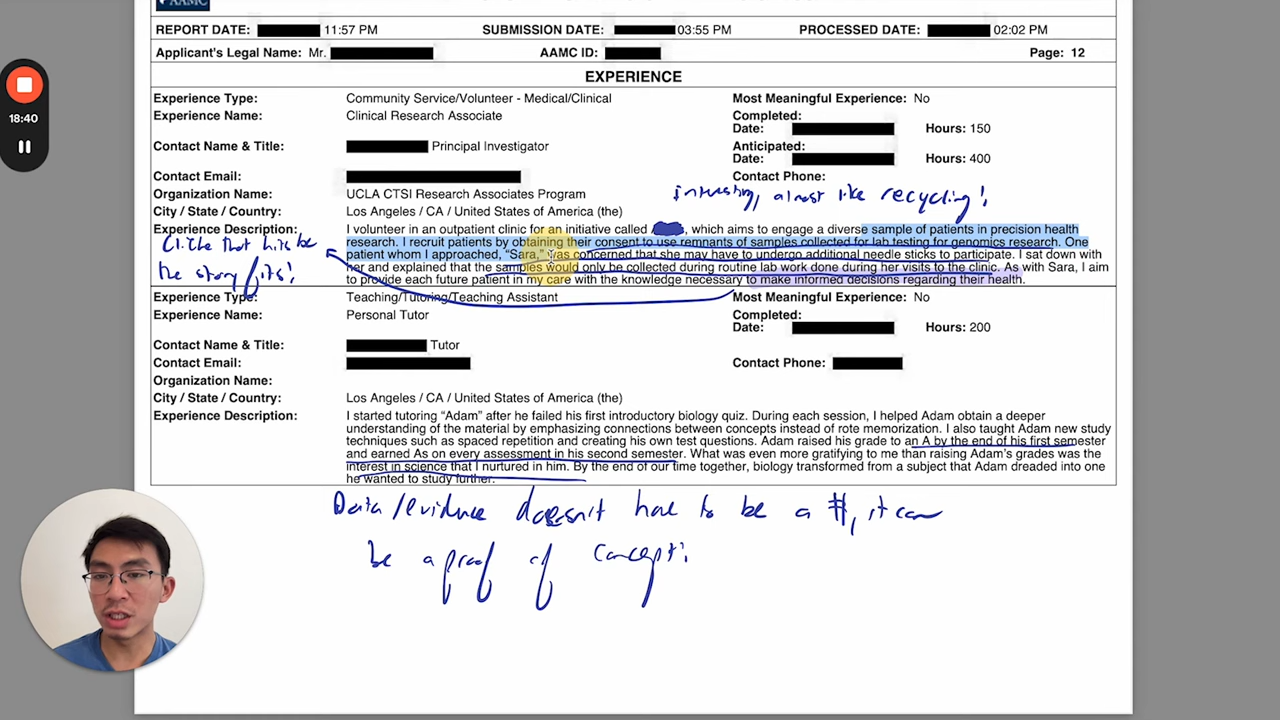 AAMC
REPORT DATE: 11:57 PM SUBMISSION DATE: 03:55 PM PROCESSED DATE: 02:02 PM
Applicant's Legal Name: Mr. AAMC ID: Page: 12
EXPERIENCE
18:40
Experience Type: Community Service/Volunteer - Medical/Clinical Most Meaningful Experience: No
Experience Name: Clinical Research Associate Completed:
Date: Hours: 150
Contact Name & Title: Principal Investigator Anticipated:
Date: Hours: 400
Contact Email: Contact Phone:
Organization Name: UCLA CTSI Research Associates Program
interesting, almost like recycling!
City / State / Country: Los Angeles / CA / United States of America (the)
Experience Description: I volunteer in an outpatient clinic for an initiative called , which aims to engage a diverse sample of patients in precision health
research. I recruit patients by obtaining their consent to use remnants of samples collected for lab testing for genomics research. One
patient whom I approached, “Sara,” was concerned that she may have to undergo additional needle sticks to participate. I sat down with
her and explained that the samples would only be collected during routine lab work done during her visits to the clinic. As with Sara, I aim
to provide each future patient in my care with the knowledge necessary to make informed decisions regarding their health.
Cliche that hits bc
the story fits!
Experience Type: Teaching/Tutoring/Teaching Assistant Most Meaningful Experience: No
Experience Name: Personal Tutor Completed:
Date: Hours: 200
Contact Name & Title: Tutor
Contact Email: Contact Phone:
Organization Name:
City / State / Country: Los Angeles / CA / United States of America (the)
Experience Description: I started tutoring “Adam” after he failed his first introductory biology quiz. During each session, I helped Adam obtain a deeper
understanding of the material by emphasizing connections between concepts instead of rote memorization. I also taught Adam new study
techniques such as spaced repetition and creating his own test questions. Adam raised his grade to an A by the end of his first semester
and earned As on every assessment in his second semester. What was even more gratifying to me than raising Adam's grades was the
interest in science that I nurtured in him. By the end of our time together, biology transformed from a subject that Adam dreaded into one
he wanted to study further.
Data/evidence doesn't have to be a #, it can
be a proof of concept!